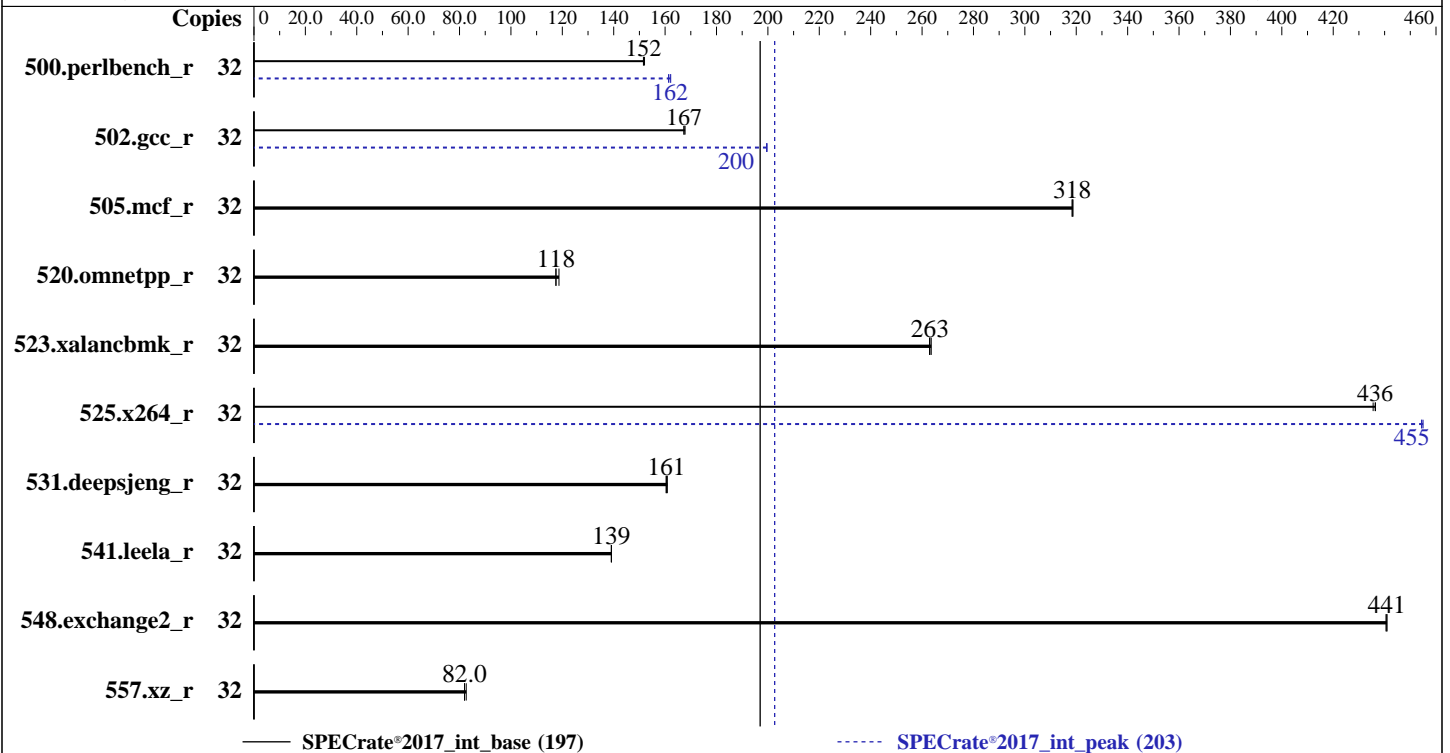 Copies 0 20.0 40.0 60.0 80.0 100 120 140 160 180 200 220 240 260 280 300 320 340 360 380 400 420 460
500.perlbench_r 32 152
162
502.gcc_r 32 167
200
505.mcf_r 32 318
520.omnetpp_r 32 118
523.xalancbmk_r 32 263
525.x264_r 32 436
455
531.deepsjeng_r 32 161
541.leela_r 32 139
548.exchange2_r 32 441
557.xz_r 32 82.0
SPECrate®2017_int_base (197) SPECrate®2017_int_peak (203)